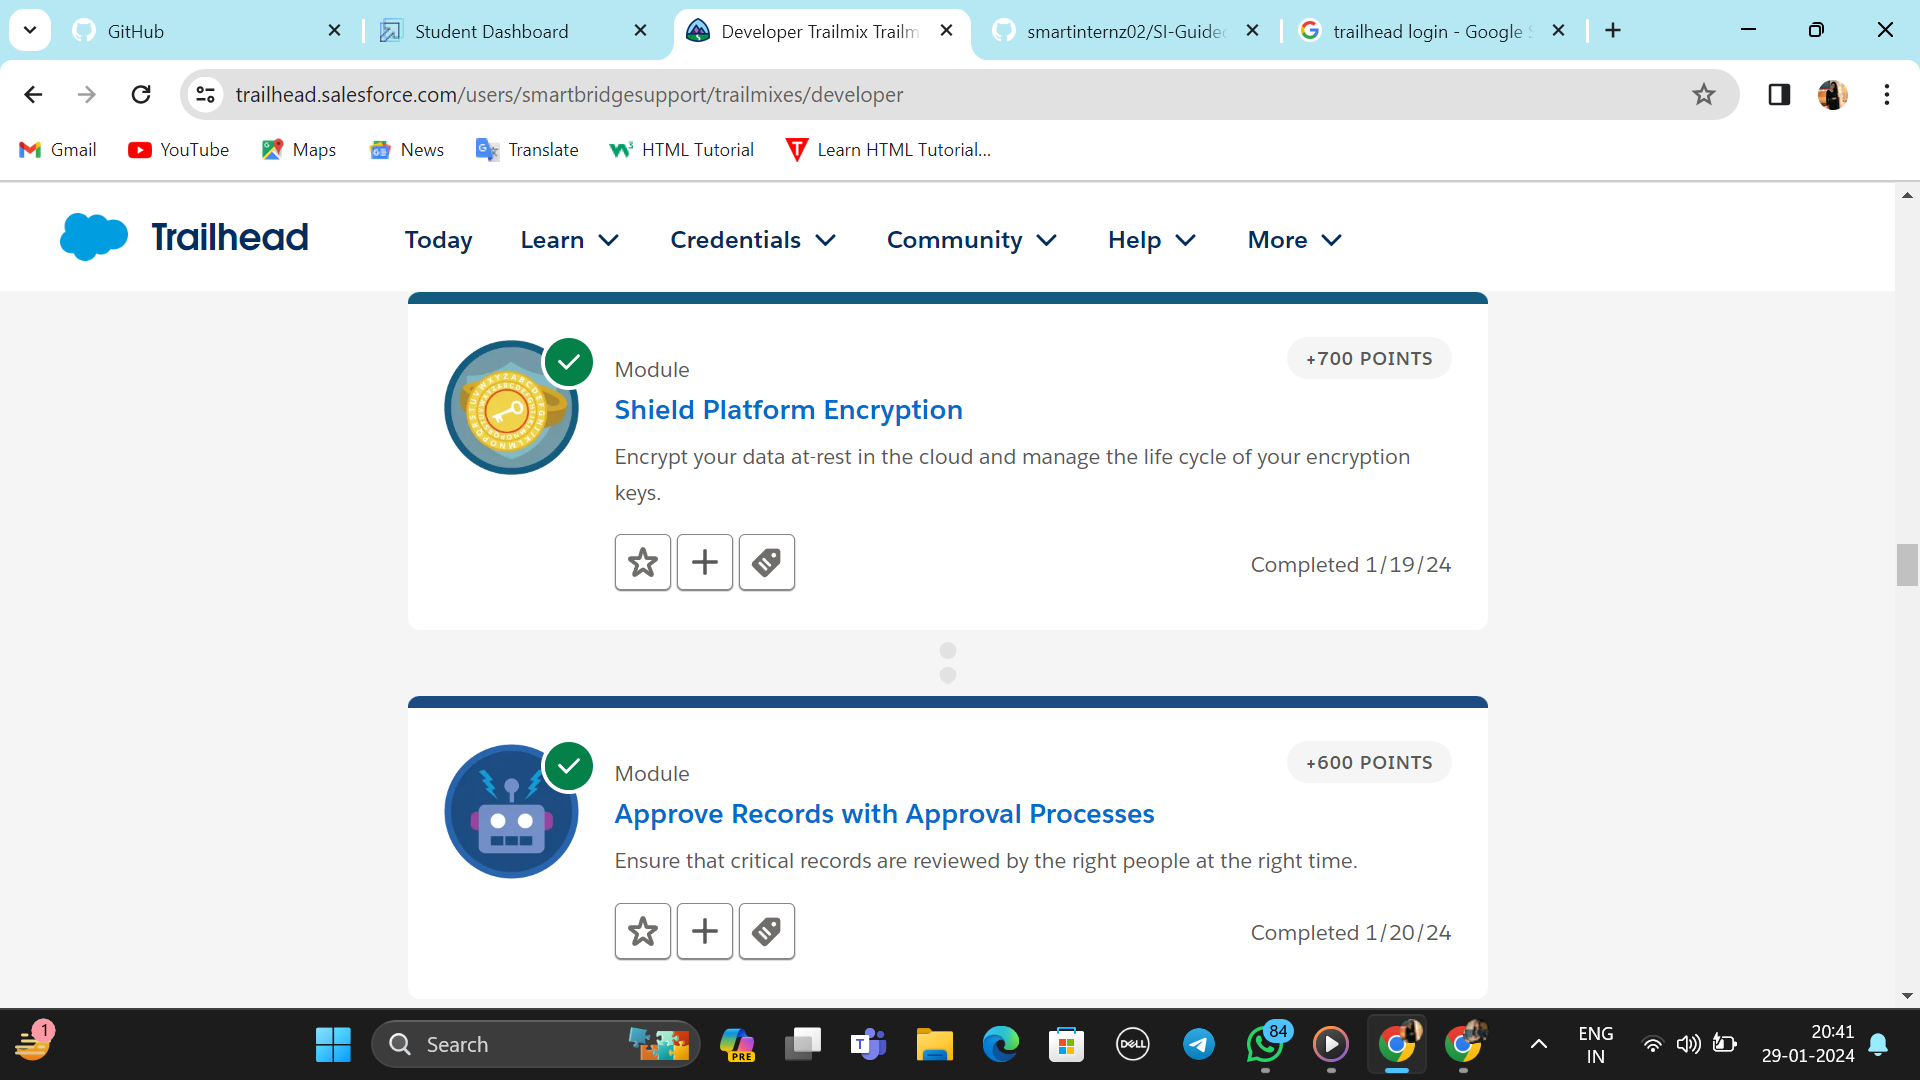 GitHub
Student Dashboard
Developer Trailmix Trailm
smartinternz02/SI-Guided
trailhead login - Google S
trailhead.salesforce.com/users/smartbridgesupport/trailmixes/developer
Gmail
YouTube
Maps
News
Translate
HTML Tutorial
Learn HTML Tutorial...
Trailhead
Today
Learn
Credentials
Community
Help
More
Module
+700 POINTS
Shield Platform Encryption
Encrypt your data at-rest in the cloud and manage the life cycle of your encryption
keys.
Completed 1/19/24
Module
+600 POINTS
Approve Records with Approval Processes
Ensure that critical records are reviewed by the right people at the right time.
Completed 1/20/24
1
Search
PRE
T
DELL
84
ENG
IN
20:41
29-01-2024